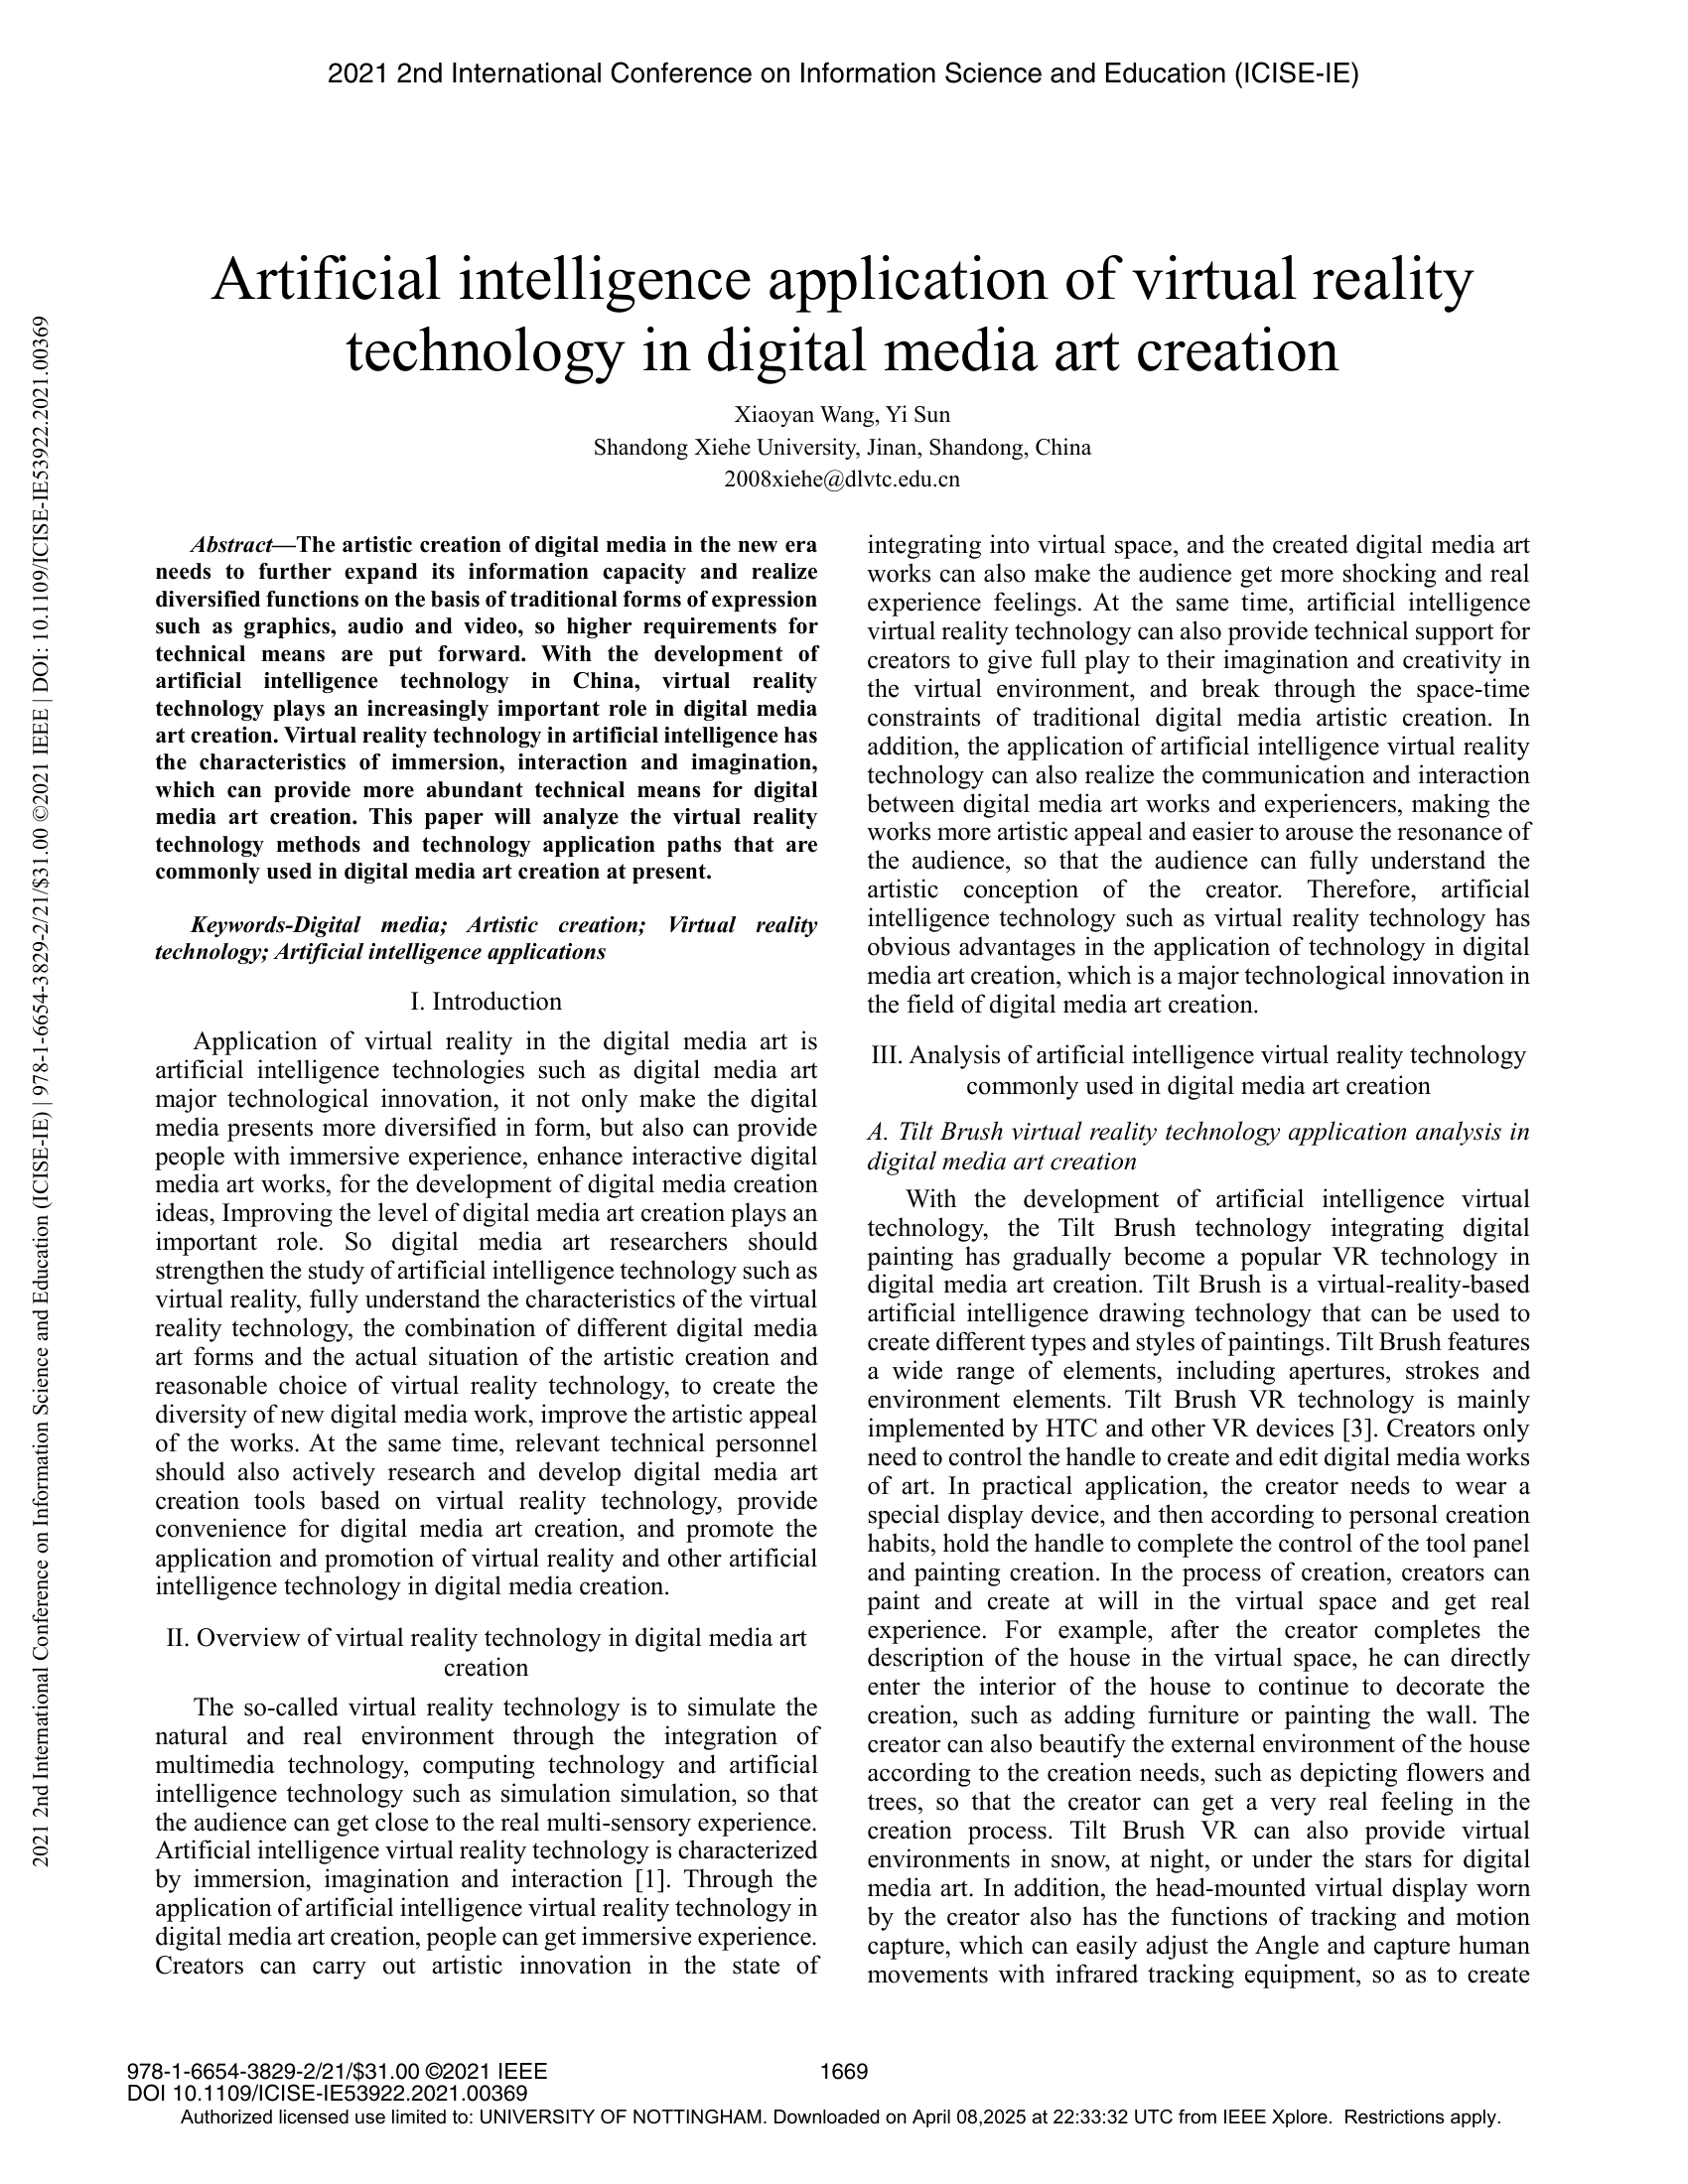 2021 2nd International Conference on Information Science and Education (ICISE-IE)
2021 2nd International Conference on Information Science and Education (ICISE-IE) | 978-1-6654-3829-2/21/$31.00 ©2021 IEEE | DOI: 10.1109/ICISE-IE53922.2021.00369
Artificial intelligence application of virtual reality
technology in digital media art creation
Xiaoyan Wang, Yi Sun
Shandong Xiehe University, Jinan, Shandong, China
2008xiehe@dlvtc.edu.cn
Abstract—The artistic creation of digital media in the new era
needs to further expand its information capacity and realize
diversified functions on the basis of traditional forms of expression
such as graphics, audio and video, so higher requirements for
technical means are put forward. With the development of
artificial intelligence technology in China, virtual reality
technology plays an increasingly important role in digital media
art creation. Virtual reality technology in artificial intelligence has
the characteristics of immersion, interaction and imagination,
which can provide more abundant technical means for digital
media art creation. This paper will analyze the virtual reality
technology methods and technology application paths that are
commonly used in digital media art creation at present.
Keywords-Digital media; Artistic creation; Virtual reality
technology; Artificial intelligence applications
I. Introduction
Application of virtual reality in the digital media art is
artificial intelligence technologies such as digital media art
major technological innovation, it not only make the digital
media presents more diversified in form, but also can provide
people with immersive experience, enhance interactive digital
media art works, for the development of digital media creation
ideas, Improving the level of digital media art creation plays an
important role. So digital media art researchers should
strengthen the study of artificial intelligence technology such as
virtual reality, fully understand the characteristics of the virtual
reality technology, the combination of different digital media
art forms and the actual situation of the artistic creation and
reasonable choice of virtual reality technology, to create the
diversity of new digital media work, improve the artistic appeal
of the works. At the same time, relevant technical personnel
should also actively research and develop digital media art
creation tools based on virtual reality technology, provide
convenience for digital media art creation, and promote the
application and promotion of virtual reality and other artificial
intelligence technology in digital media creation.
II. Overview of virtual reality technology in digital media art
creation
The so-called virtual reality technology is to simulate the
natural and real environment through the integration of
multimedia technology, computing technology and artificial
intelligence technology such as simulation simulation, so that
the audience can get close to the real multi-sensory experience.
Artificial intelligence virtual reality technology is characterized
by immersion, imagination and interaction [1]. Through the
application of artificial intelligence virtual reality technology in
digital media art creation, people can get immersive experience.
Creators can carry out artistic innovation in the state of
integrating into virtual space, and the created digital media art
works can also make the audience get more shocking and real
experience feelings. At the same time, artificial intelligence
virtual reality technology can also provide technical support for
creators to give full play to their imagination and creativity in
the virtual environment, and break through the space-time
constraints of traditional digital media artistic creation. In
addition, the application of artificial intelligence virtual reality
technology can also realize the communication and interaction
between digital media art works and experiencers, making the
works more artistic appeal and easier to arouse the resonance of
the audience, so that the audience can fully understand the
artistic conception of the creator. Therefore, artificial
intelligence technology such as virtual reality technology has
obvious advantages in the application of technology in digital
media art creation, which is a major technological innovation in
the field of digital media art creation.
III. Analysis of artificial intelligence virtual reality technology
commonly used in digital media art creation
A. Tilt Brush virtual reality technology application analysis in
digital media art creation
With the development of artificial intelligence virtual
technology, the Tilt Brush technology integrating digital
painting has gradually become a popular VR technology in
digital media art creation. Tilt Brush is a virtual-reality-based
artificial intelligence drawing technology that can be used to
create different types and styles of paintings. Tilt Brush features
a wide range of elements, including apertures, strokes and
environment elements. Tilt Brush VR technology is mainly
implemented by HTC and other VR devices [3]. Creators only
need to control the handle to create and edit digital media works
of art. In practical application, the creator needs to wear a
special display device, and then according to personal creation
habits, hold the handle to complete the control of the tool panel
and painting creation. In the process of creation, creators can
paint and create at will in the virtual space and get real
experience. For example, after the creator completes the
description of the house in the virtual space, he can directly
enter the interior of the house to continue to decorate the
creation, such as adding furniture or painting the wall. The
creator can also beautify the external environment of the house
according to the creation needs, such as depicting flowers and
trees, so that the creator can get a very real feeling in the
creation process. Tilt Brush VR can also provide virtual
environments in snow, at night, or under the stars for digital
media art. In addition, the head-mounted virtual display worn
by the creator also has the functions of tracking and motion
capture, which can easily adjust the Angle and capture human
movements with infrared tracking equipment, so as to create
978-1-6654-3829-2/21/$31.00 ©2021 IEEE
DOI 10.1109/ICISE-IE53922.2021.00369
1669
Authorized licensed use limited to: UNIVERSITY OF NOTTINGHAM. Downloaded on April 08,2025 at 22:33:32 UTC from IEEE Xplore. Restrictions apply.